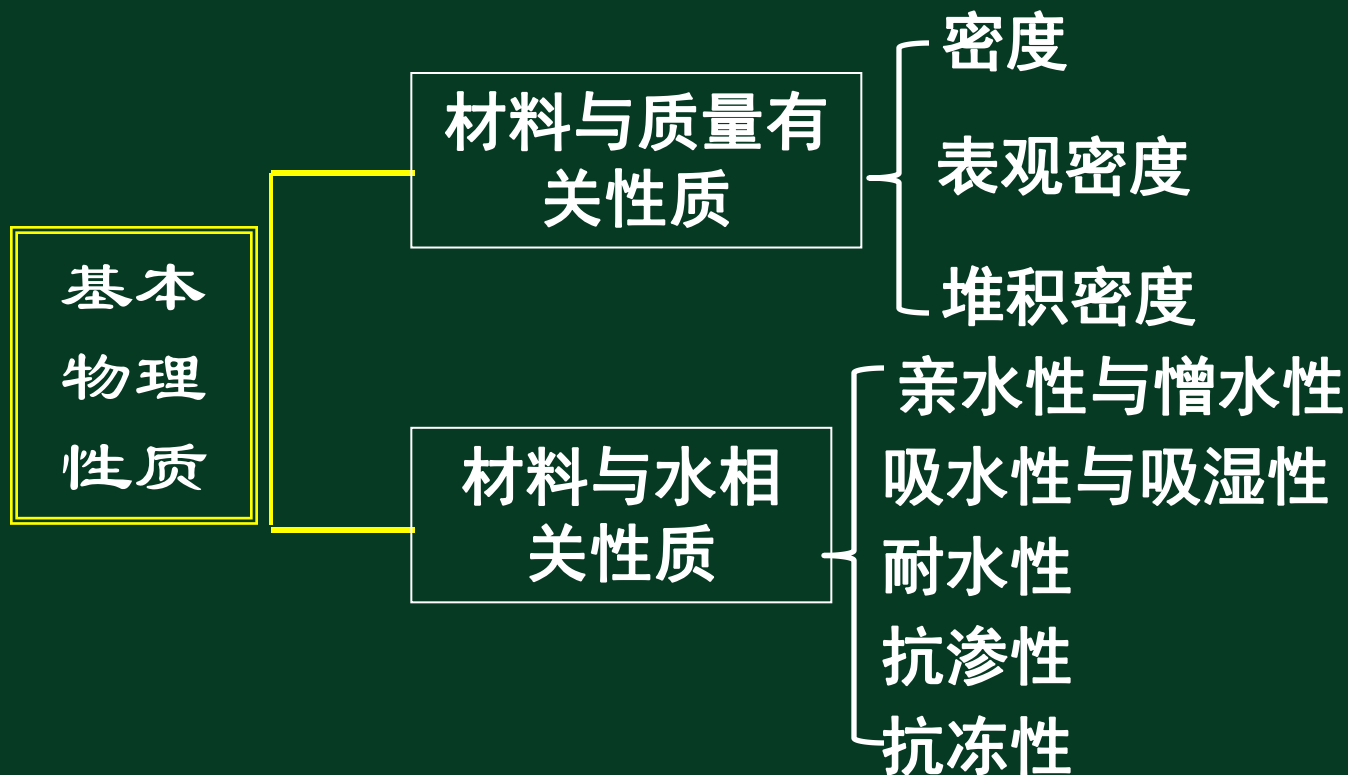 基本
物理
性质
材料与质量有
关性质
密度
表观密度
堆积密度
材料与水相
关性质
亲水性与憎水性
吸水性与吸湿性
耐水性
抗渗性
抗冻性